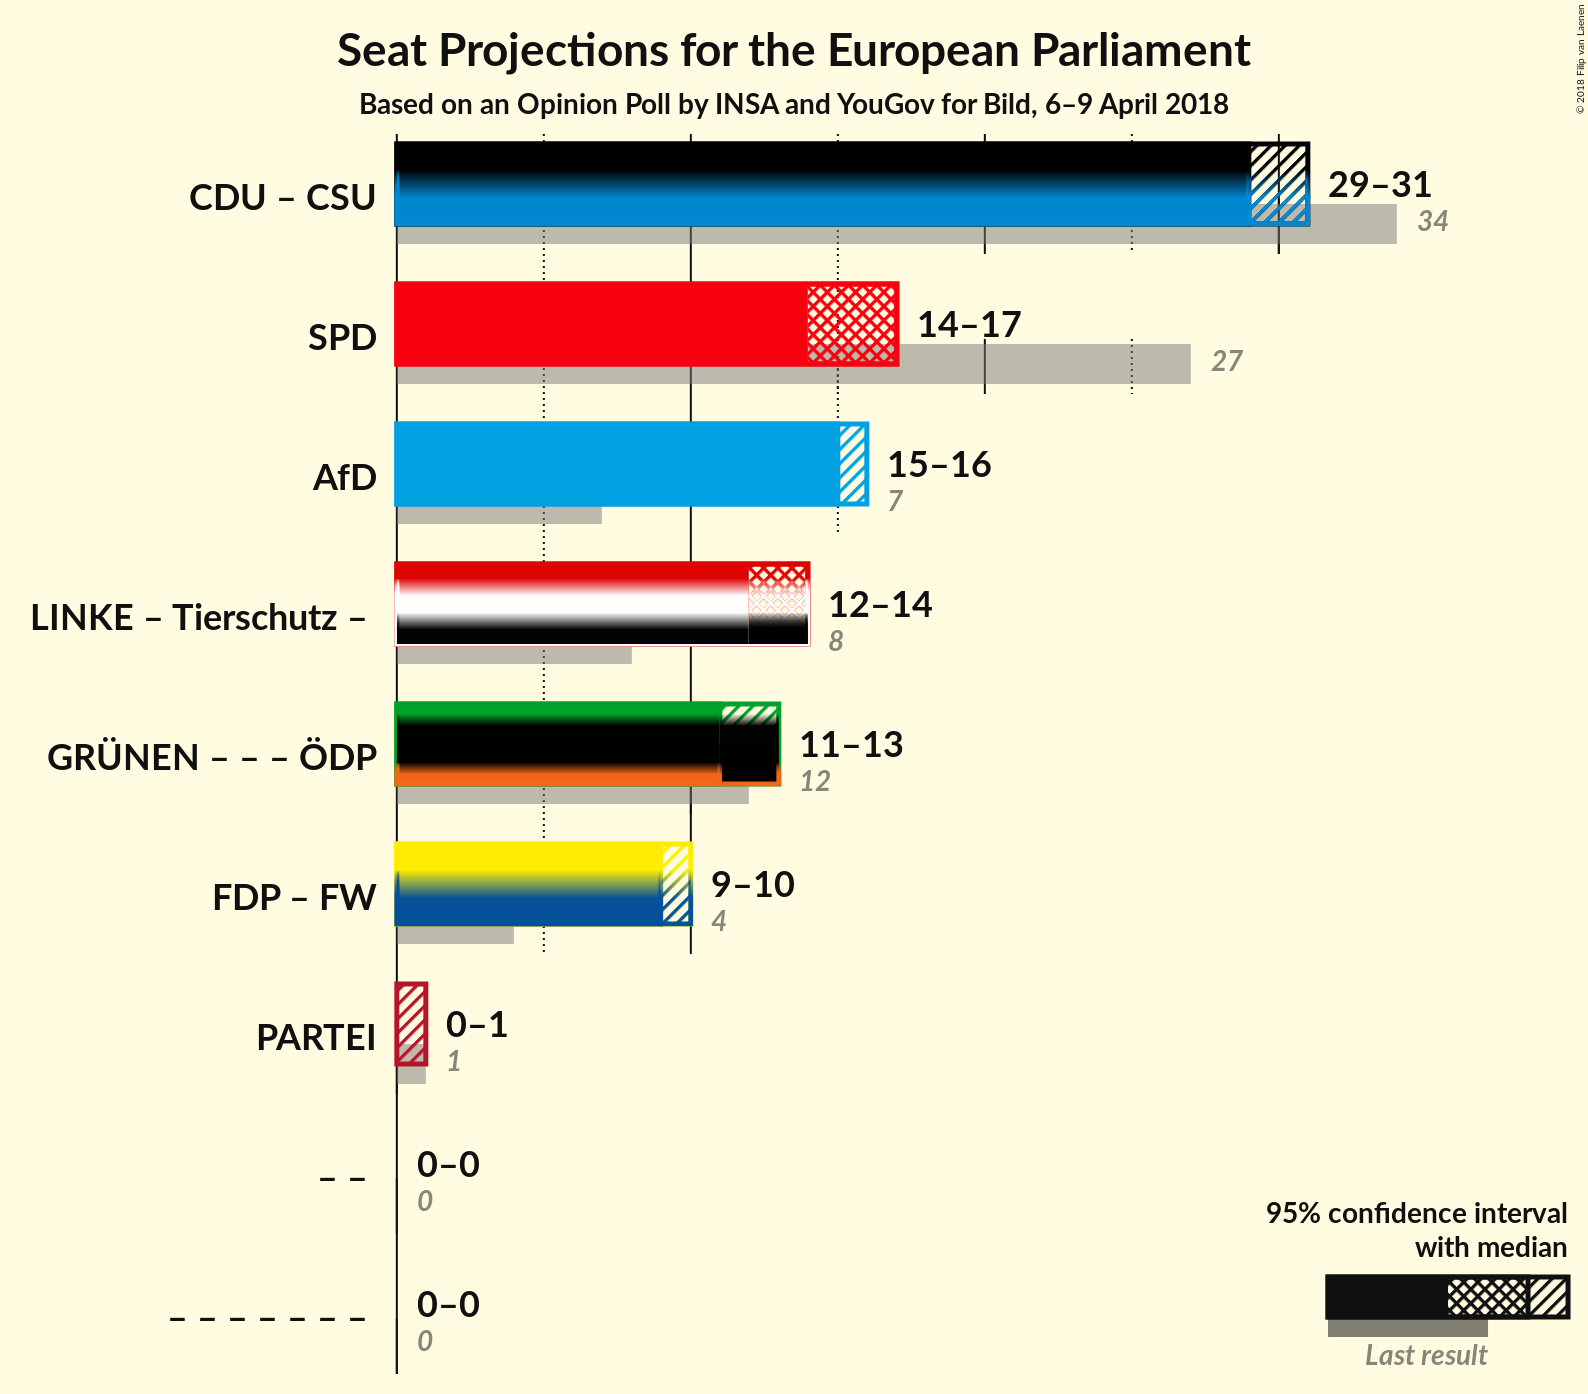 Seat Projections for the European Parliament
Based on an Opinion Poll by INSA and YouGov for Bild, 6–9 April 2018
© 2018 Filip van Laenen
CDU – CSU
29–31
34
SPD
14–17
27
AfD
15–16
7
LINKE – Tierschutz –
12–14
8
GRÜNEN – – – ÖDP
11–13
12
FDP – FW
9–10
4
PARTEI
0–1
1
– –
0–0
0
– – – – – – –
0–0
0
95% confidence interval
with median
Last result